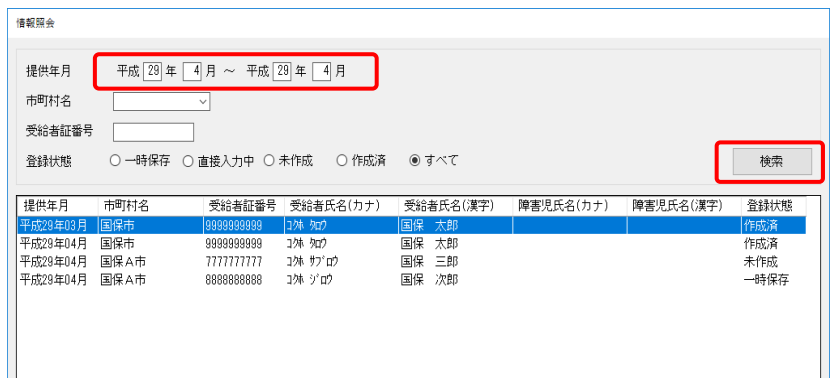 情報照会
提供年月 平成 29 年 4 月 ～ 平成 29 年 4 月
市町村名
受給者証番号
登録状態 一時保存 直接入力中 未作成 作成済 すべて 検索
提供年月 市町村名 受給者証番号 受給者氏名(カナ) 受給者氏名(漢字) 障害児氏名(カナ) 障害児氏名(漢字) 登録状態
平成29年03月 国保市 9999999999 ｺｸﾎ ﾀﾛｳ 国保 太郎 作成済
平成29年04月 国保市 9999999999 ｺｸﾎ ﾀﾛｳ 国保 太郎 作成済
平成29年04月 国保Ａ市 7777777777 ｺｸﾎ ｻﾌﾞﾛｳ 国保 三郎 未作成
平成29年04月 国保Ａ市 8888888888 ｺｸﾎ ｼﾞﾛｳ 国保 次郎 一時保存